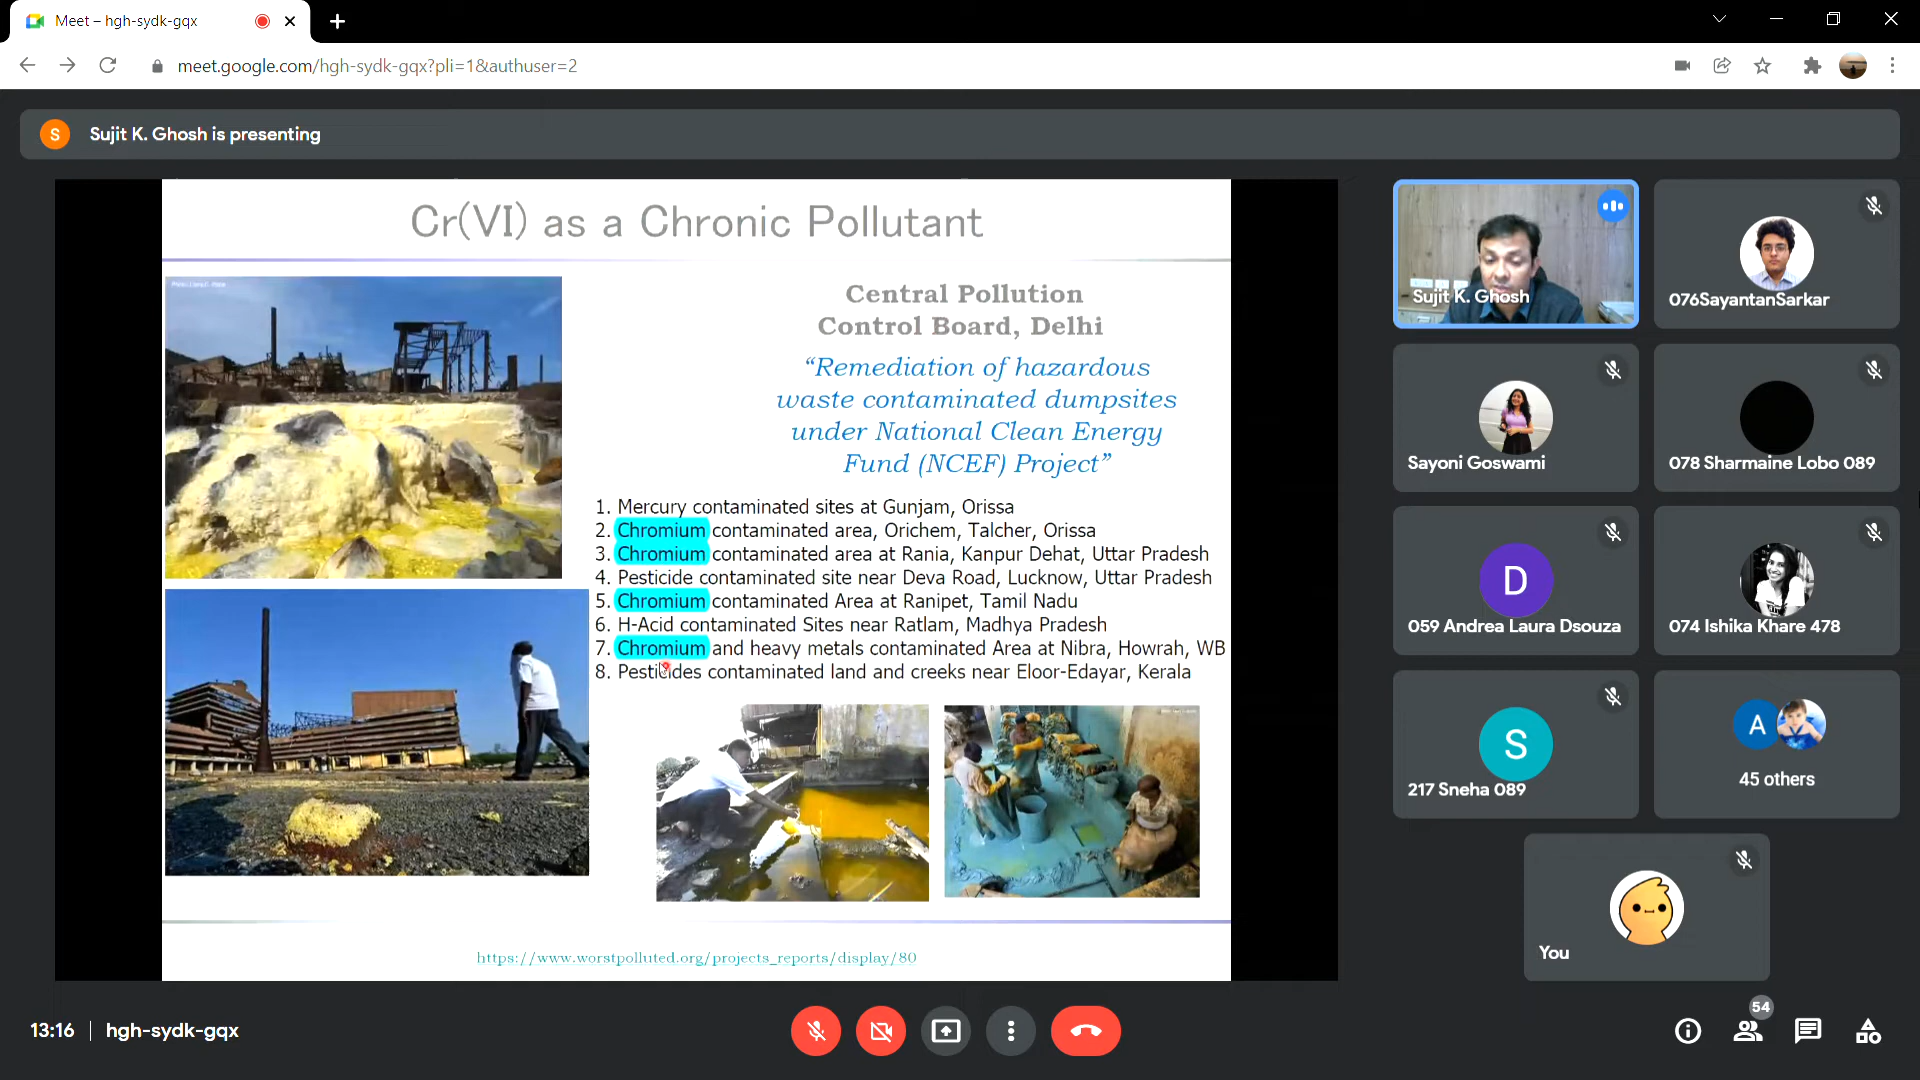 Meet – hgh-sydk-gqx
meet.google.com/hgh-sydk-gqx?pli=1&authuser=2
S
Sujit K. Ghosh is presenting
Cr(VI) as a Chronic Pollutant
Central Pollution
Control Board, Delhi
“Remediation of hazardous
waste contaminated dumpsites
under National Clean Energy
Fund (NCEF) Project”
1. Mercury contaminated sites at Gunjam, Orissa
2. Chromium contaminated area, Orichem, Talcher, Orissa
3. Chromium contaminated area at Rania, Kanpur Dehat, Uttar Pradesh
4. Pesticide contaminated site near Deva Road, Lucknow, Uttar Pradesh
5. Chromium contaminated Area at Ranipet, Tamil Nadu
6. H-Acid contaminated Sites near Ratlam, Madhya Pradesh
7. Chromium and heavy metals contaminated Area at Nibra, Howrah, WB
8. Pesticides contaminated land and creeks near Eloor-Edayar, Kerala
https://www.worstpolluted.org/projects_reports/display/80
Sujit K. Ghosh
076SayantanSarkar
Sayoni Goswami
078 Sharmaine Lobo 089
D
059 Andrea Laura Dsouza
074 Ishika Khare 478
S
217 Sneha 089
A
45 others
You
13:16 | hgh-sydk-gqx
54